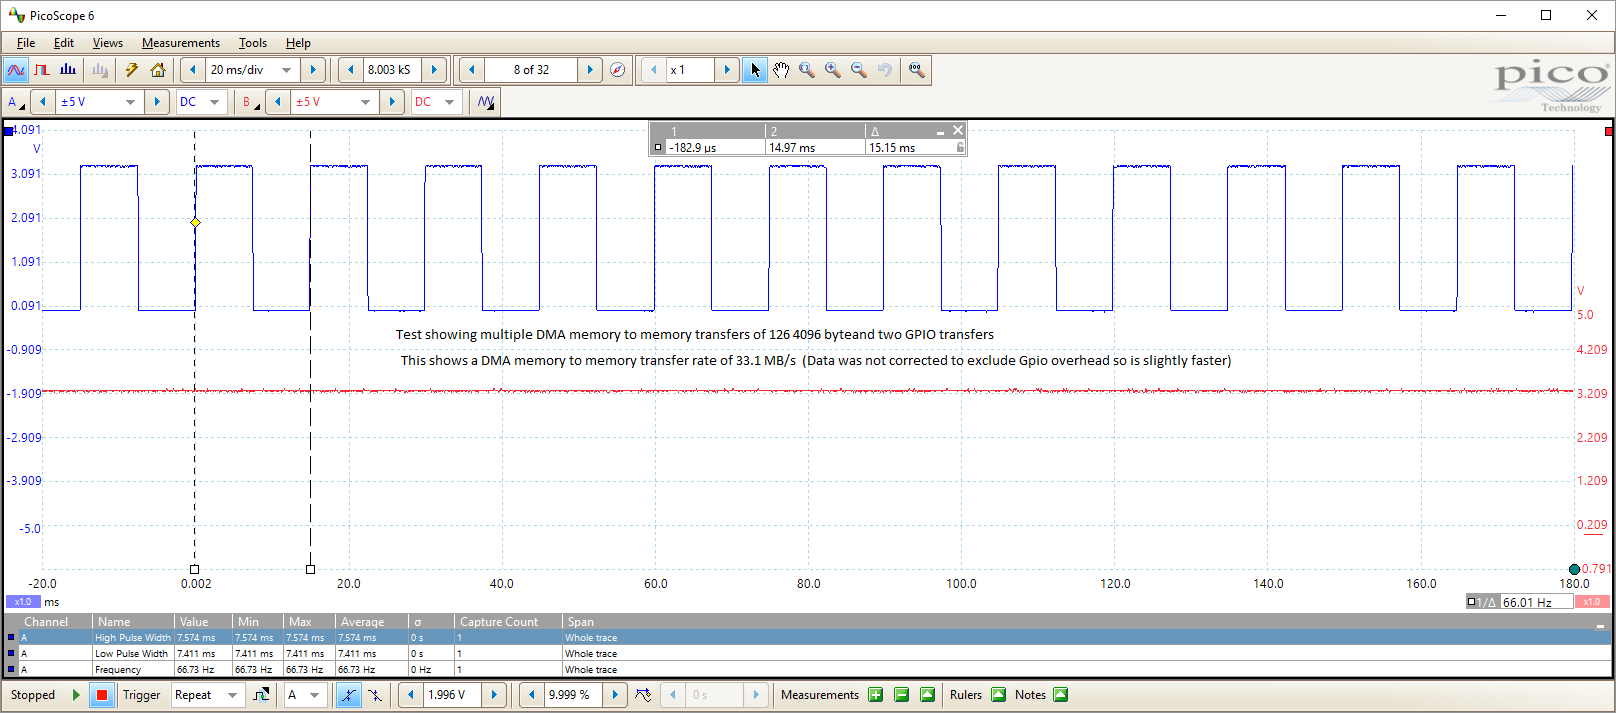 PicoScope 6
File Edit Views Measurements Tools Help
20 ms/div 8.003 kS 8 of 32 x 1
A ±5 V DC B ±5 V DC
pico
Technology
1 2 Δ
-182.9 µs 14.97 ms 15.15 ms
4.091
V
3.091
2.091
1.091
0.091
-0.909
-1.909
-2.909
-3.909
-5.0
V
5.0
4.209
3.209
2.209
1.209
0.209
0.791
Test showing multiple DMA memory to memory transfers of 126 4096 byteand two GPIO transfers
This shows a DMA memory to memory transfer rate of 33.1 MB/s (Data was not corrected to exclude Gpio overhead so is slightly faster)
-20.0 0.002 20.0 40.0 60.0 80.0 100.0 120.0 140.0 160.0 180.0
x1.0 ms 1/Δ 66.01 Hz x1.0
Channel Name Value Min Max Average σ Capture Count Span
A High Pulse Width 7.574 ms 7.574 ms 7.574 ms 7.574 ms 0 s 1 Whole trace
A Low Pulse Width 7.411 ms 7.411 ms 7.411 ms 7.411 ms 0 s 1 Whole trace
A Frequency 66.73 Hz 66.73 Hz 66.73 Hz 66.73 Hz 0 Hz 1 Whole trace
Stopped Trigger Repeat A 1.996 V 9.999 % 0 s Measurements Rulers Notes